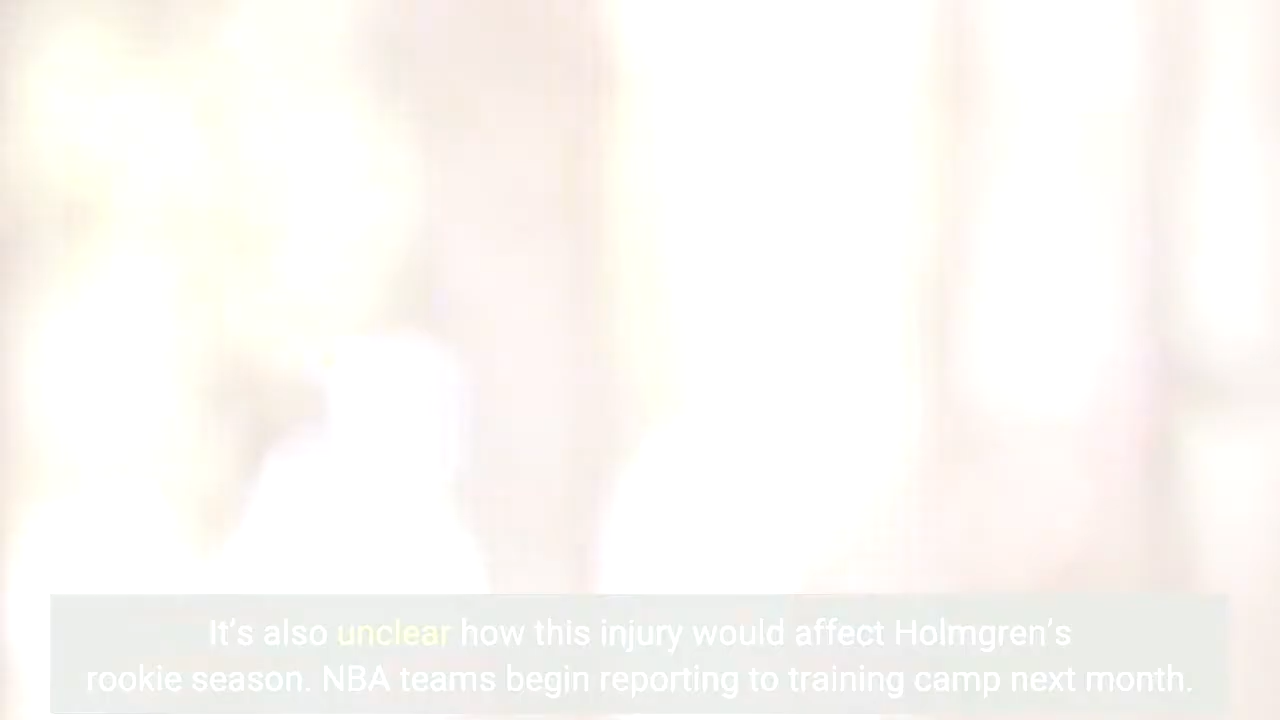 It’s also unclear how this injury would affect Holmgren’s
rookie season. NBA teams begin reporting to training camp next month.